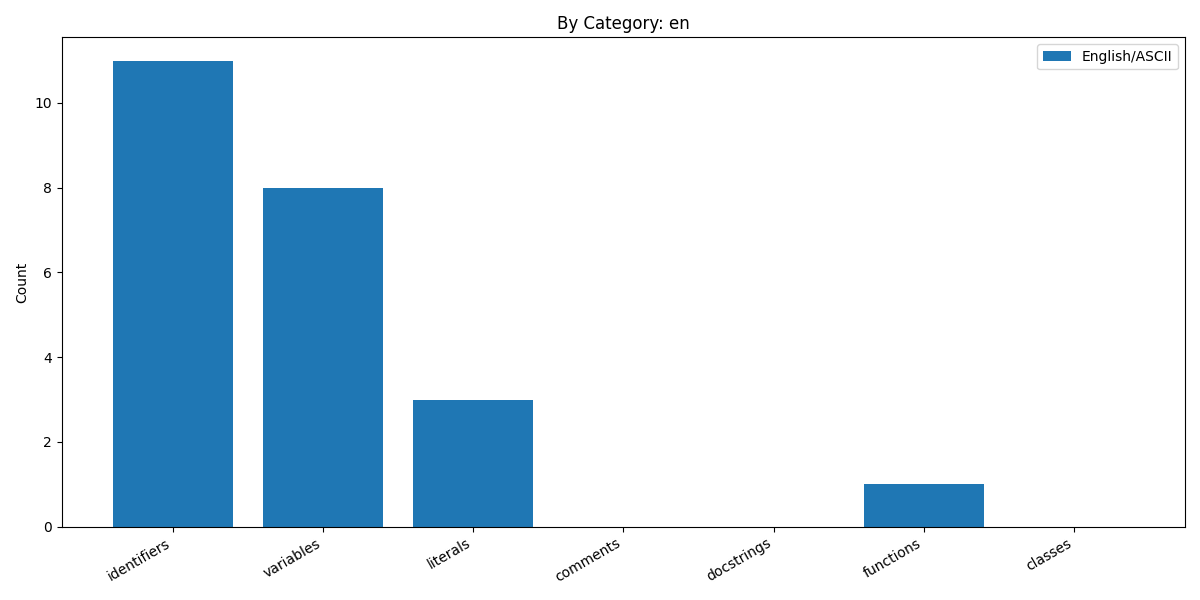 By Category: en
English/ASCII
Count
10
8
6
4
2
0
identifiers
variables
literals
comments
docstrings
functions
classes